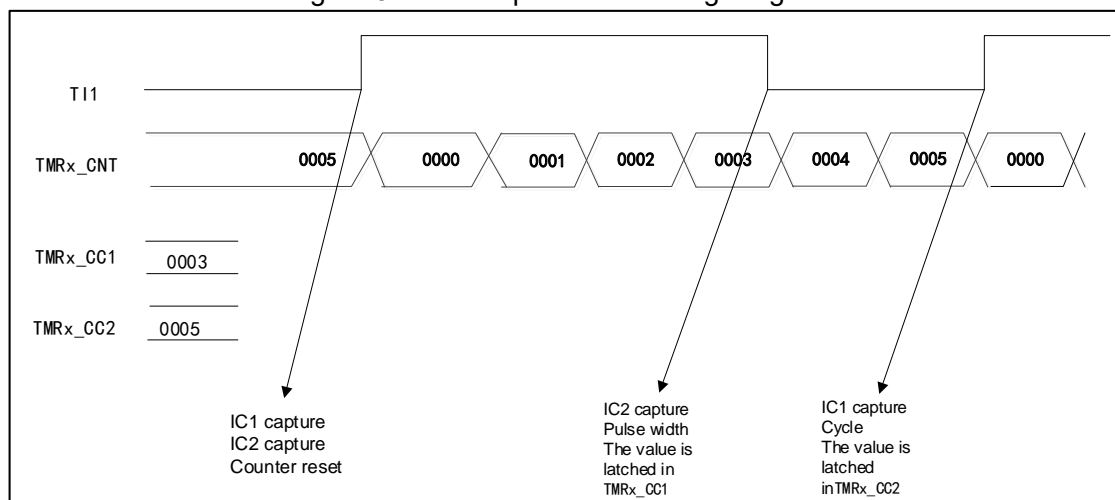 TI1
TMRx_CNT
0005 0000 0001 0002 0003 0004 0005 0000
TMRx_CC1
0003
TMRx_CC2
0005
IC1 capture
IC2 capture
Counter reset
IC2 capture
Pulse width
The value is
latched in
TMRx_CC1
IC1 capture
Cycle
The value is
latched
inTMRx_CC2